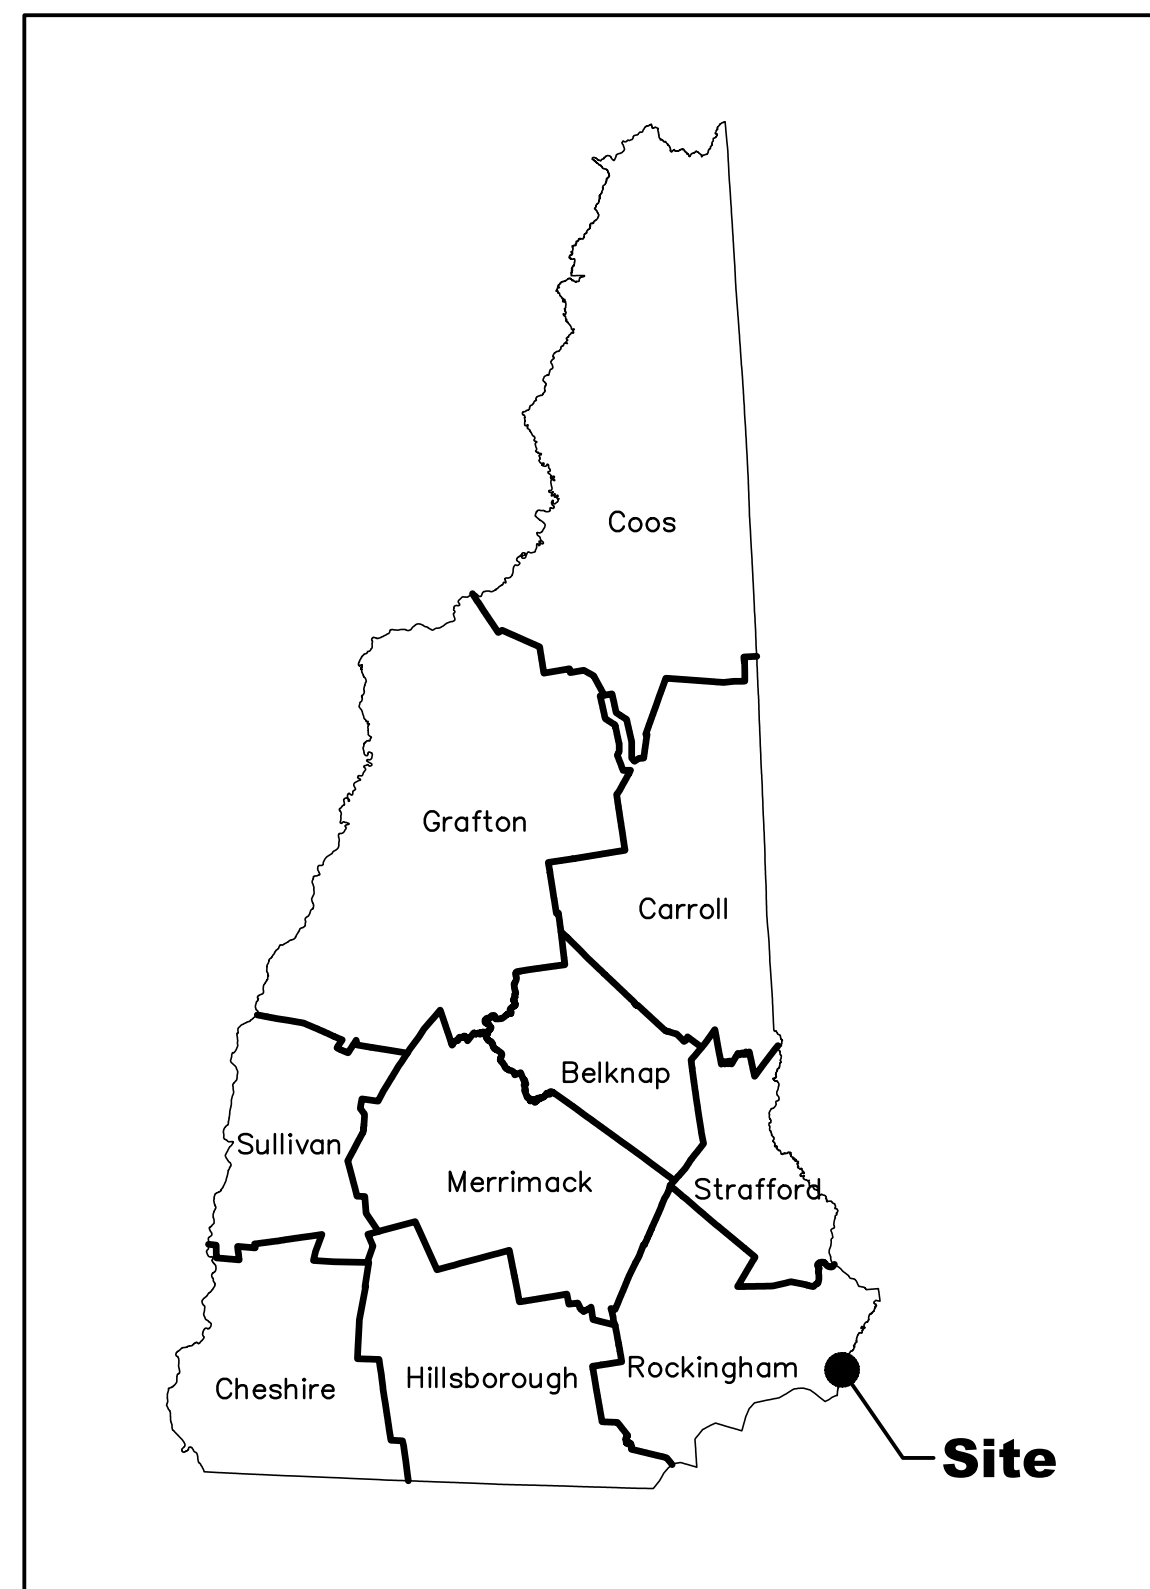 Coos
Grafton
Carroll
Belknap
Sullivan
Merrimack
Strafford
Rockingham
Hillsborough
Cheshire
Site